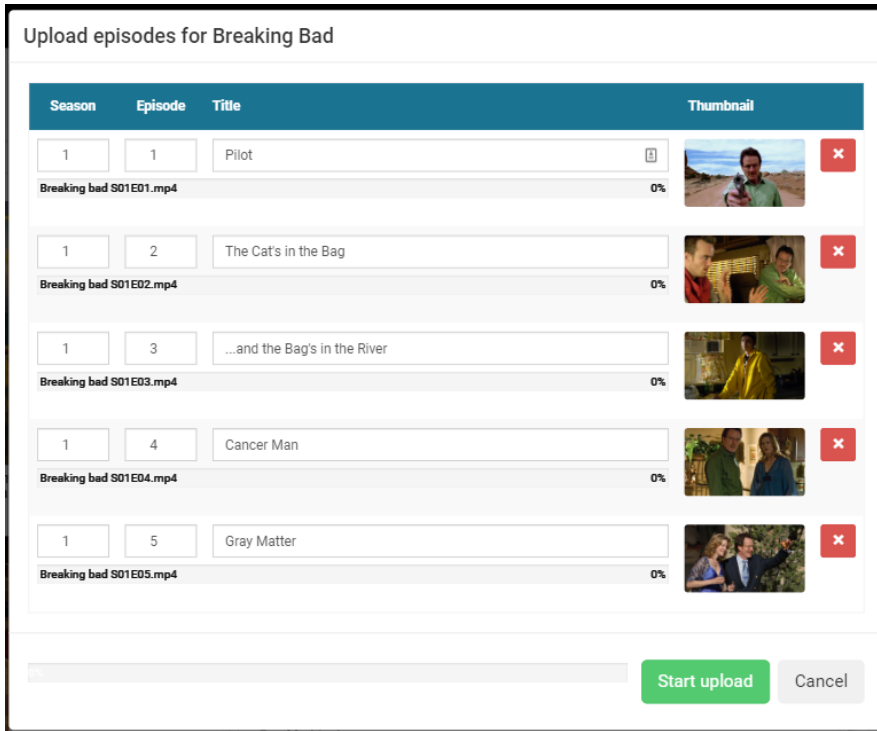 Upload episodes for Breaking Bad
Season Episode Title Thumbnail
1 1 Pilot
Breaking bad S01E01.mp4 0%
1 2 The Cat's in the Bag
Breaking bad S01E02.mp4 0%
1 3 ...and the Bag's in the River
Breaking bad S01E03.mp4 0%
1 4 Cancer Man
Breaking bad S01E04.mp4 0%
1 5 Gray Matter
Breaking bad S01E05.mp4 0%
0% Start upload Cancel